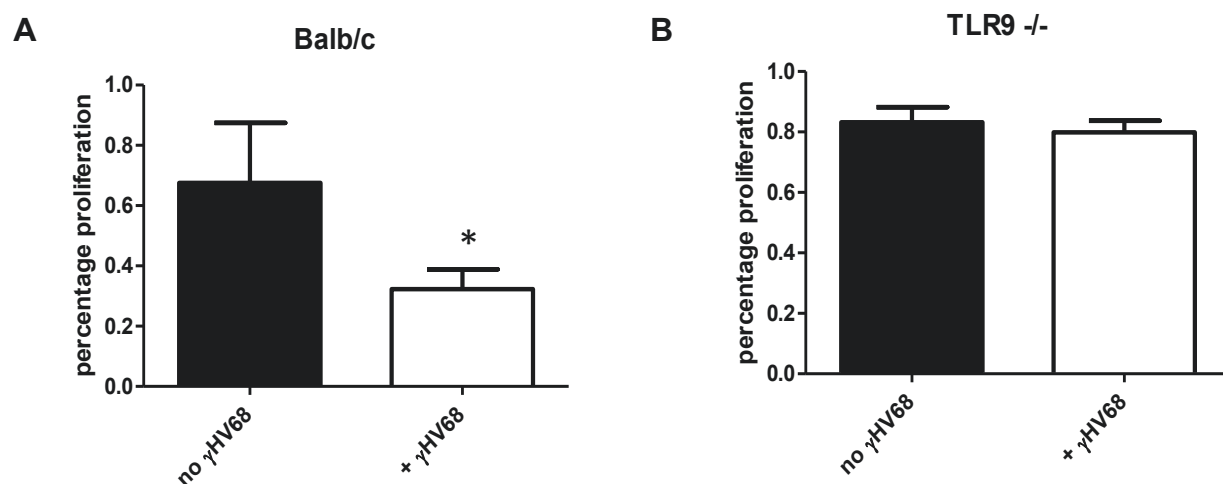 A
Balb/c
percentage proliferation
1.0
0.8
0.6
0.4
0.2
0.0
*
no γHV68
+ γHV68
B
TLR9 -/-
percentage proliferation
1.0
0.8
0.6
0.4
0.2
0.0
no γHV68
+ γHV68